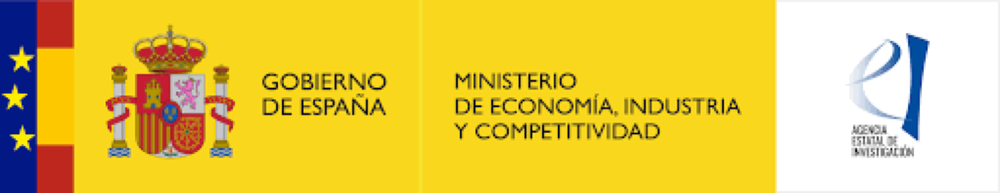 GOBIERNO
DE ESPAÑA
MINISTERIO
DE ECONOMÍA, INDUSTRIA
Y COMPETITIVIDAD
AGENCIA
ESTATAL DE
INVESTIGACIÓN